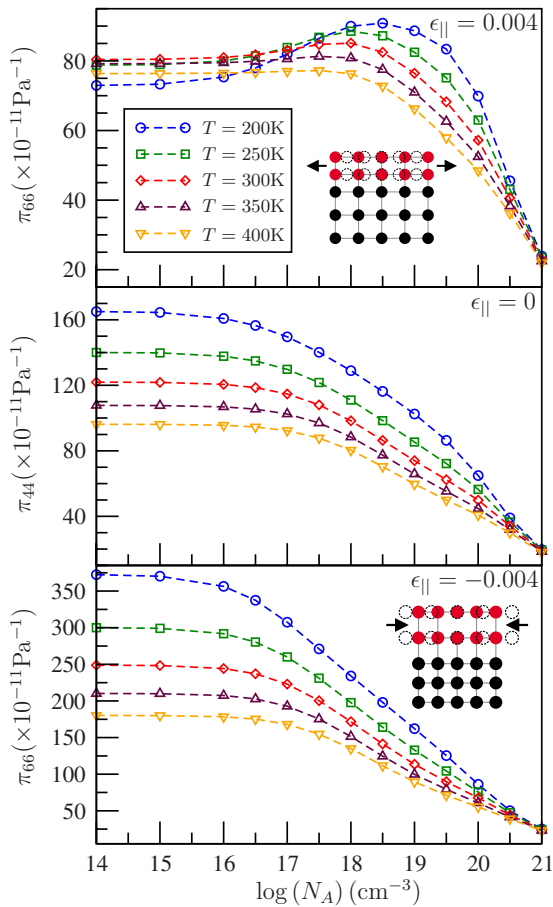 ϵ|| = 0.004
π66(×10−11Pa−1)
80
60
40
20
T = 200K
T = 250K
T = 300K
T = 350K
T = 400K
ϵ|| = 0
π44(×10−11Pa−1)
160
120
80
40
ϵ|| = −0.004
π66(×10−11Pa−1)
350
300
250
200
150
100
50
14 15 16 17 18 19 20 21
log (NA) (cm−3)